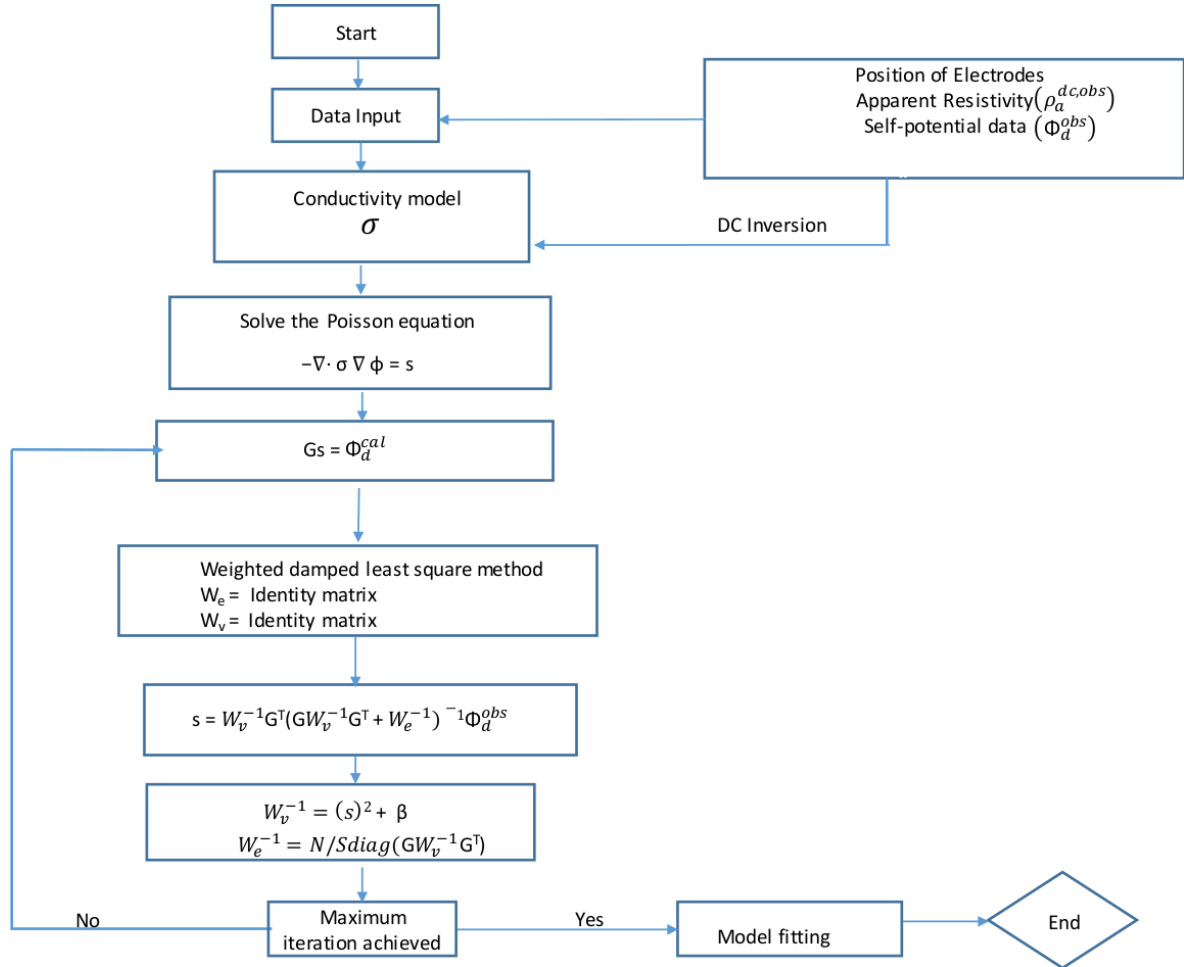 Start
Data Input
Position of Electrodes
Apparent Resistivity(ρ_a^{dc,obs})
Self-potential data (Φ_d^{obs})
Conductivity model
σ
DC Inversion
Solve the Poisson equation
−∇· σ ∇ ϕ = s
Gs = Φ_d^{cal}
Weighted damped least square method
W_e = Identity matrix
W_v = Identity matrix
s = W_v^{-1}G^T(GW_v^{-1}G^T + W_e^{-1})^{-1}Φ_d^{obs}
W_v^{-1} = (s)^2 + β
W_e^{-1} = N/Sdiag(GW_v^{-1}G^T)
No
Maximum
iteration achieved
Yes
Model fitting
End